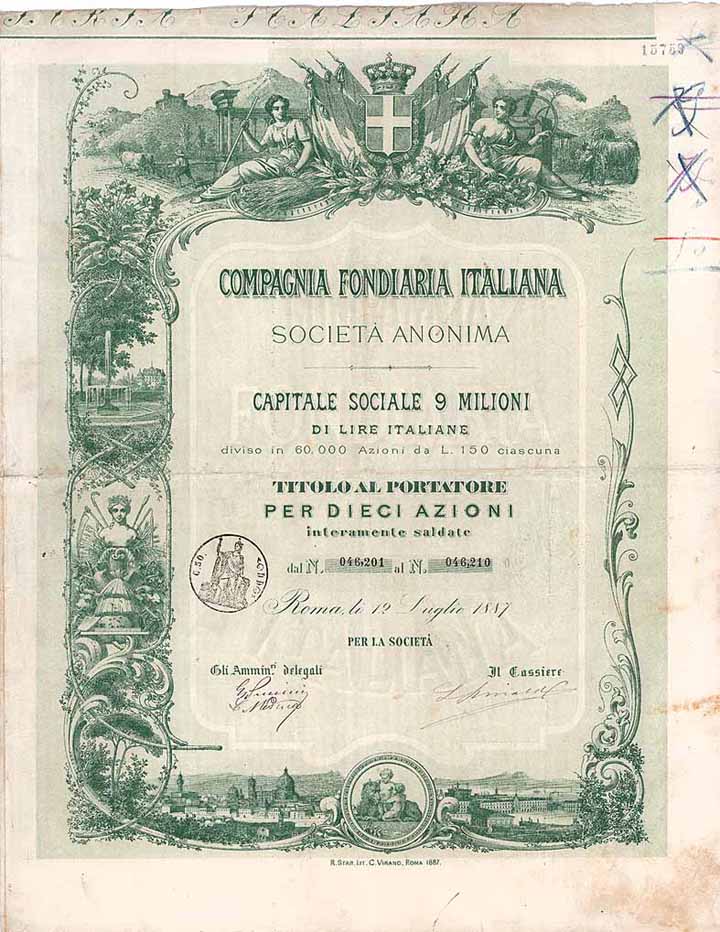 15759
COMPAGNIA FONDIARIA ITALIANA
SOCIETÀ ANONIMA
CAPITALE SOCIALE 9 MILIONI
DI LIRE ITALIANE
diviso in 60.000 Azioni da L. 150 ciascuna
TITOLO AL PORTATORE
PER DIECI AZIONI
interamente saldate
dal N. 046,201 al N. 046,210
C. 50.
Roma, li 12 Luglio 1887
PER LA SOCIETÀ
Gli Ammin.ri delegati Il Cassiere
R. STAB. LIT. C. VIRANO, ROMA 1887.